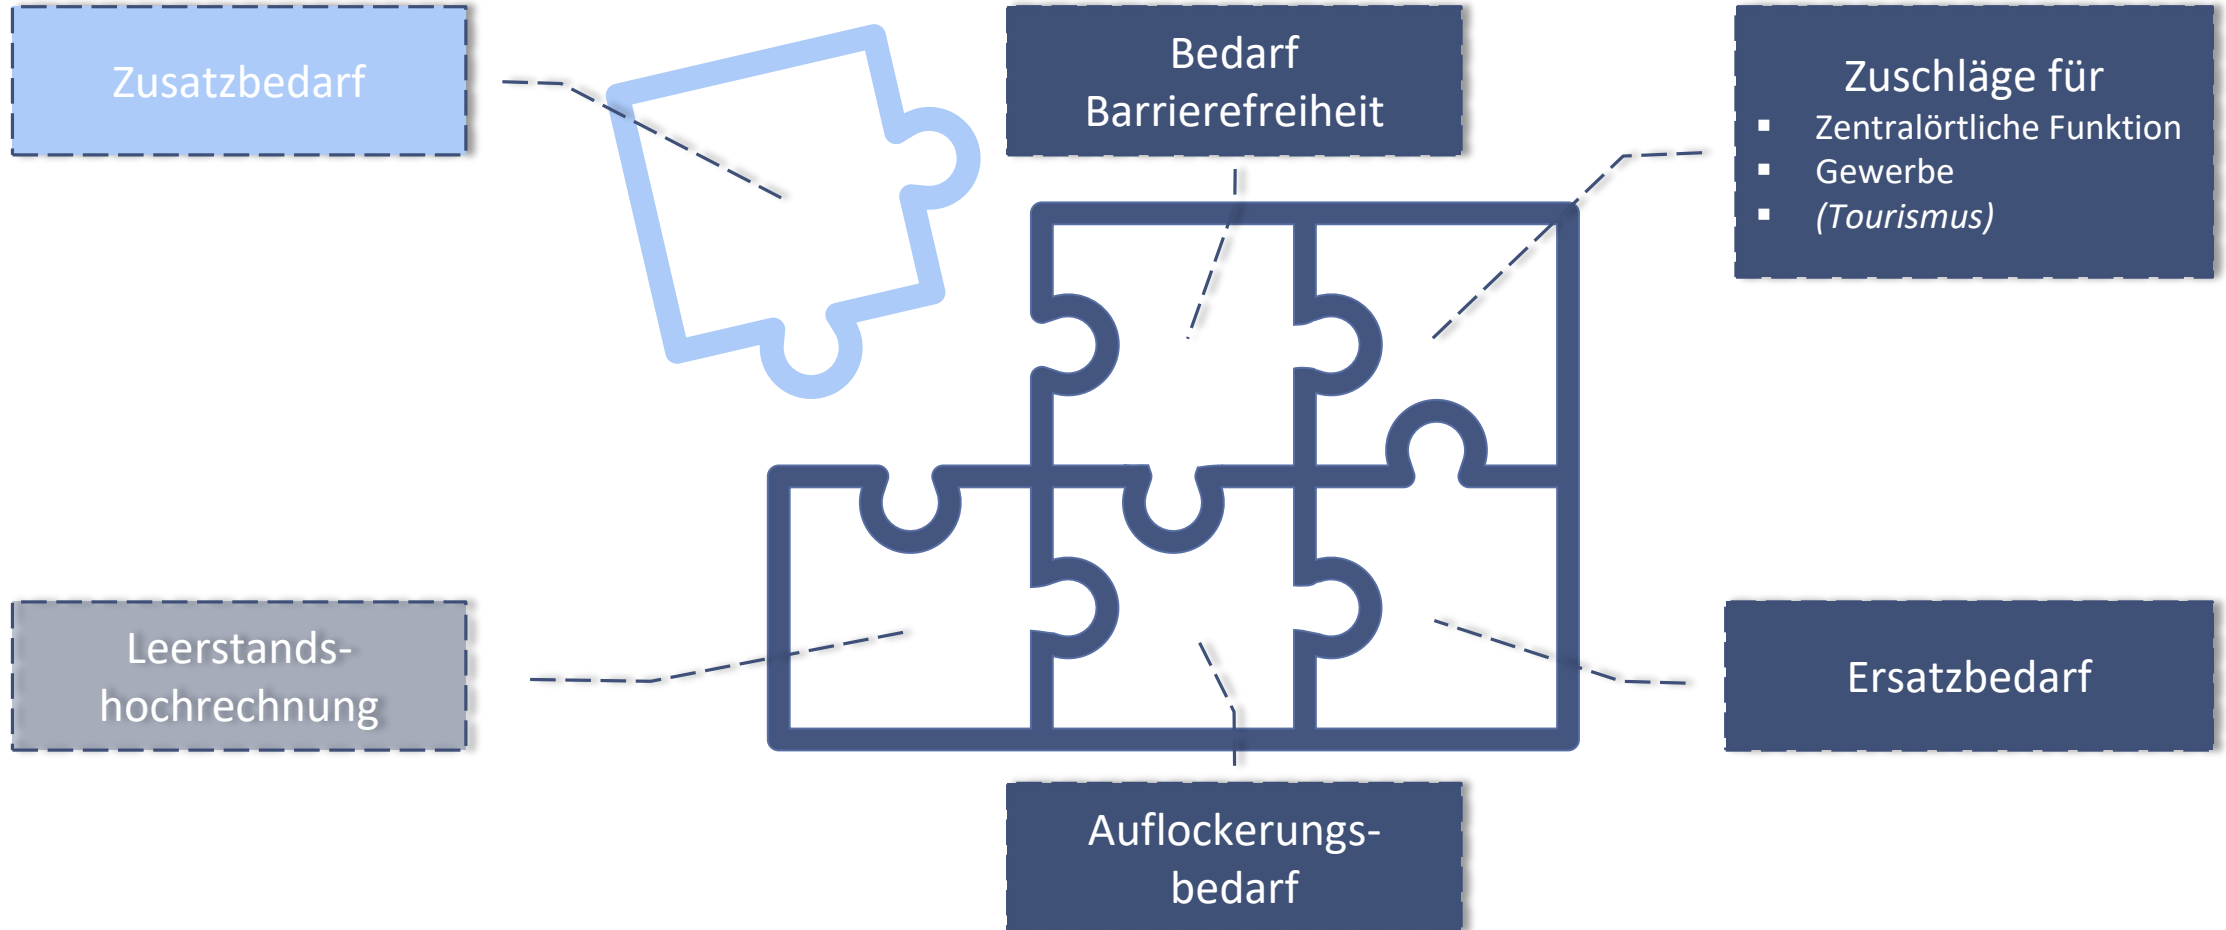 Zusatzbedarf
Bedarf
Barrierefreiheit
Zuschläge für
▪ Zentralörtliche Funktion
▪ Gewerbe
▪ (Tourismus)
Leerstands-
hochrechnung
Auflockerungs-
bedarf
Ersatzbedarf